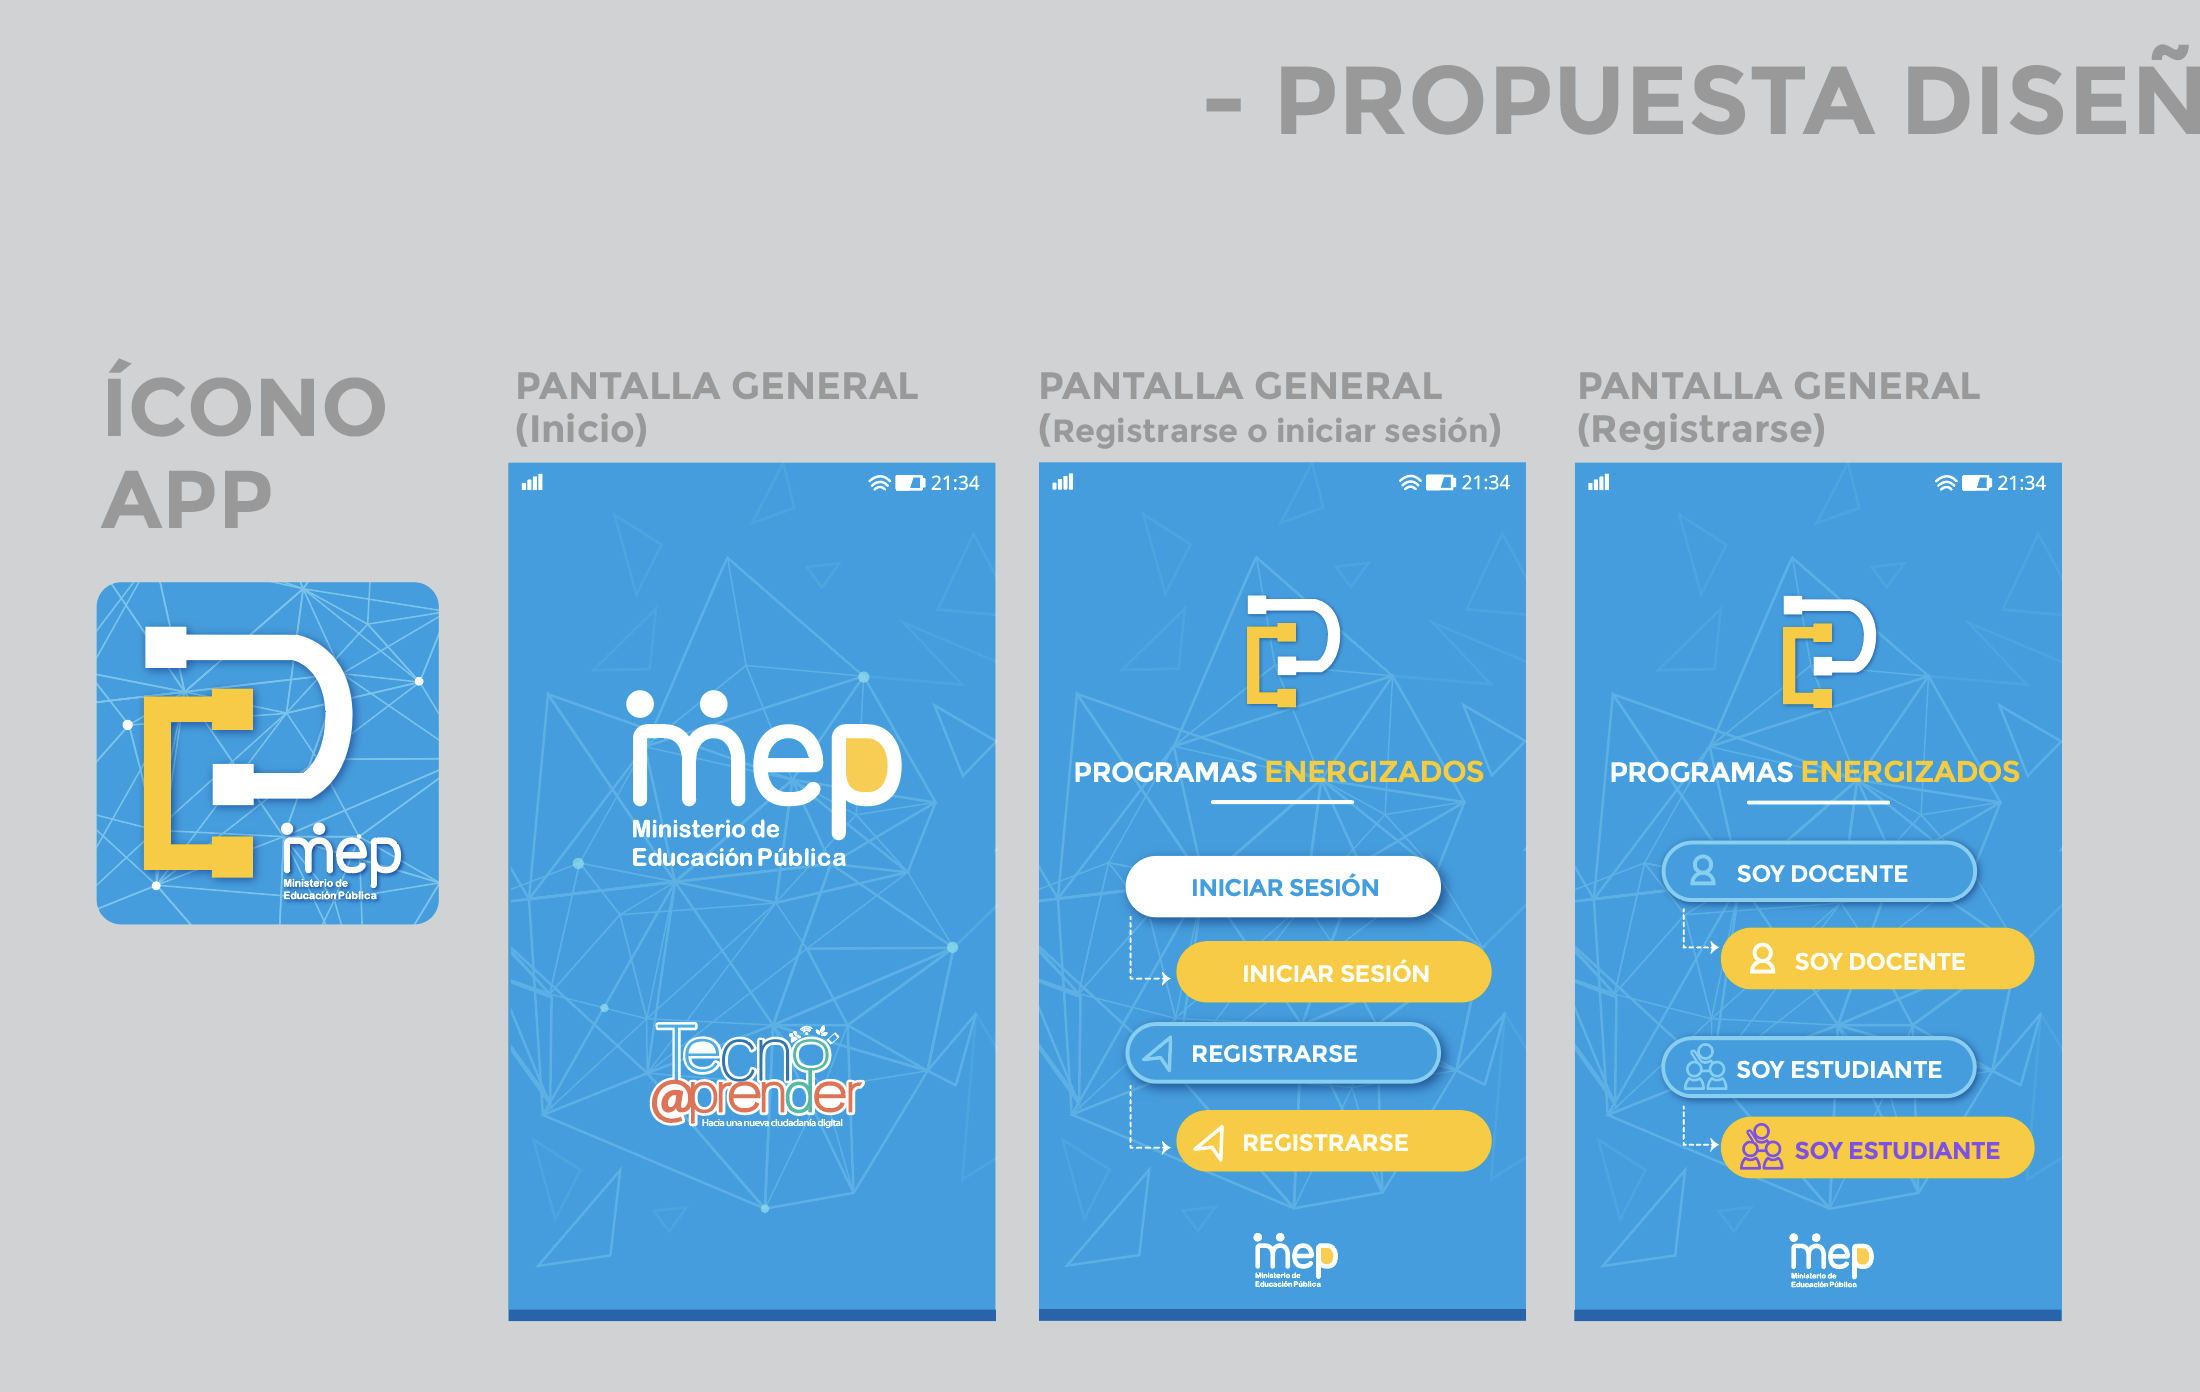 - PROPUESTA DISEÑ
ÍCONO
APP
mep
Ministerio de
Educación Pública
PANTALLA GENERAL
(Inicio)
21:34
mep
Ministerio de
Educación Pública
Tecno
@prender
Hacia una nueva ciudadanía digital
PANTALLA GENERAL
(Registrarse o iniciar sesión)
21:34
PROGRAMAS ENERGIZADOS
INICIAR SESIÓN
INICIAR SESIÓN
REGISTRARSE
REGISTRARSE
mep
Ministerio de
Educación Pública
PANTALLA GENERAL
(Registrarse)
21:34
PROGRAMAS ENERGIZADOS
SOY DOCENTE
SOY DOCENTE
SOY ESTUDIANTE
SOY ESTUDIANTE
mep
Ministerio de
Educación Pública